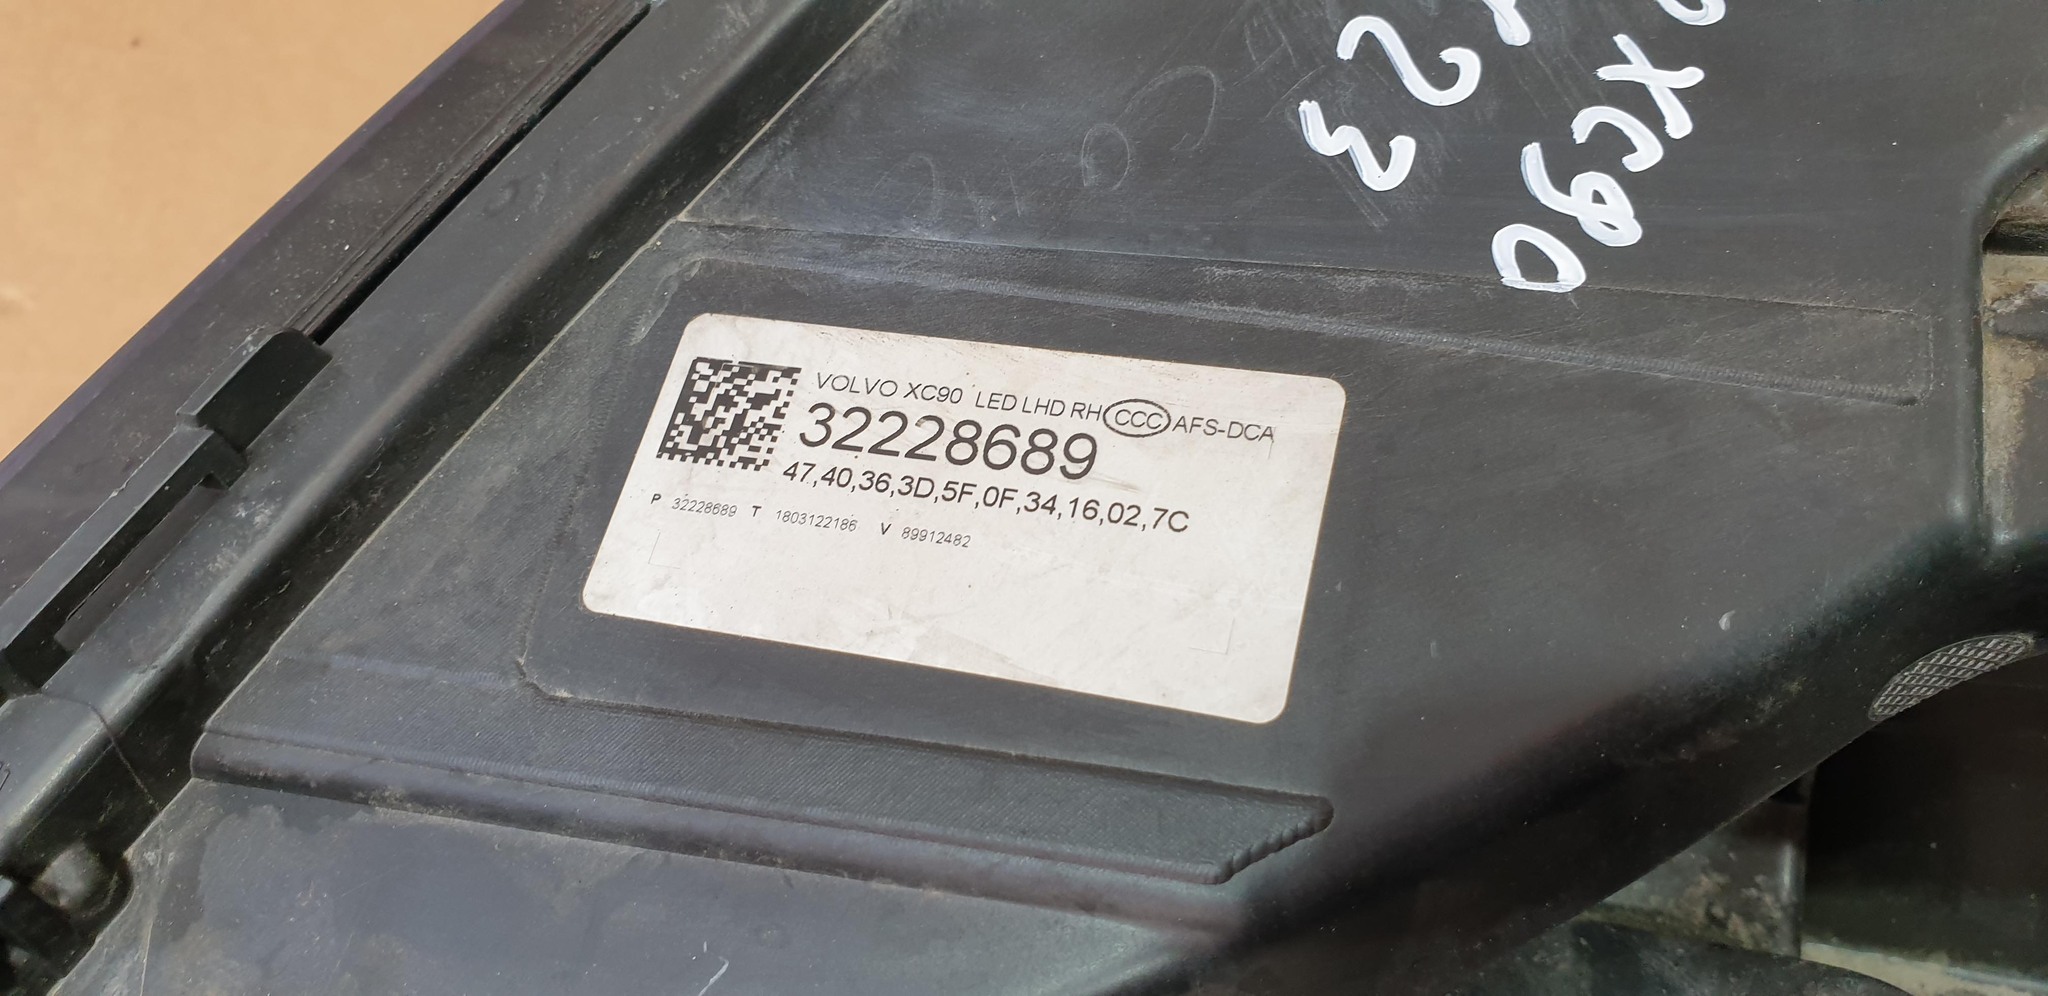 XC90
23
VOLVO XC90 LED LHD RH CCC AFS-DCA
32228689
47,40,36,3D,5F,0F,34,16,02,7C
P 32228689 T 1803122186 V 89912482